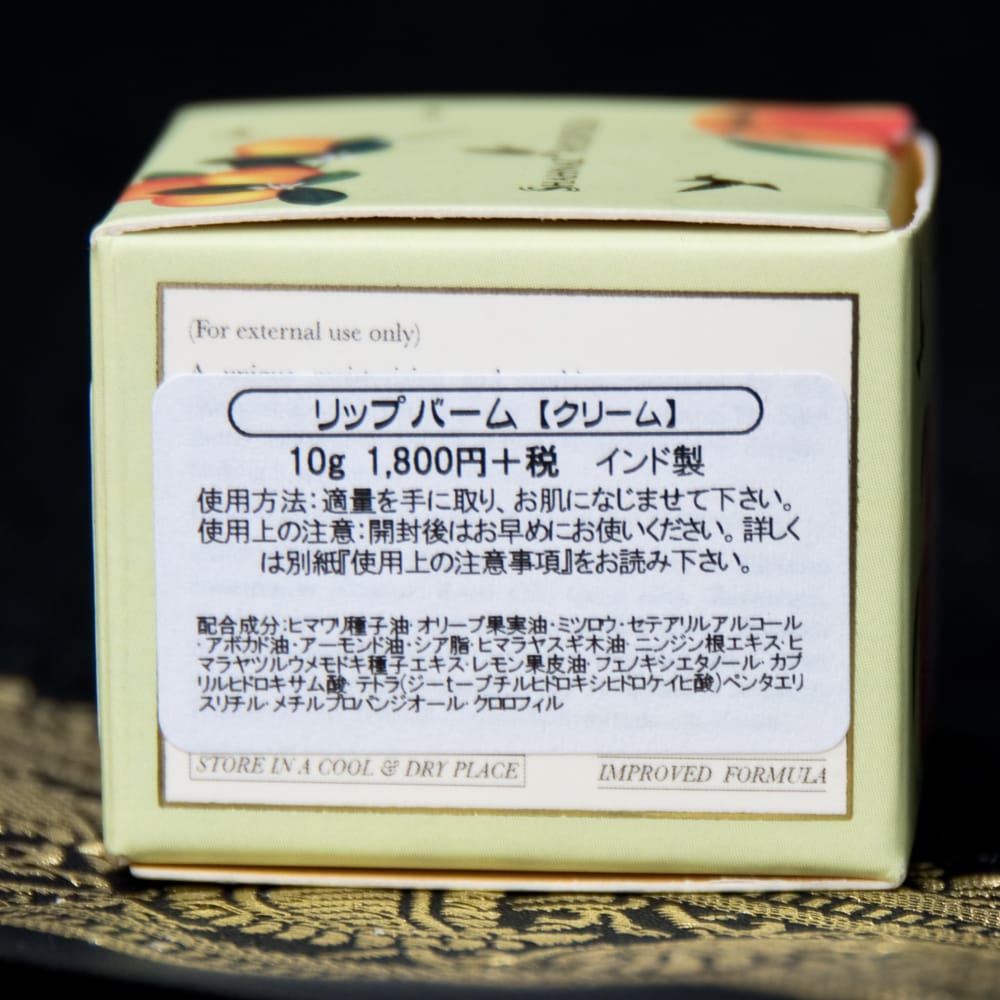 (For external use only)
リップバーム【クリーム】
10g 1,800円＋税 インド製
使用方法：適量を手に取り、お肌になじませて下さい。
使用上の注意：開封後はお早めにお使いください。詳しく
は別紙『使用上の注意事項』をお読み下さい。
配合成分：ヒマワリ種子油・オリーブ果実油・ミツロウ・セテアリルアルコール
・アボカド油・アーモンド油・シア脂・ヒマラヤスギ木油・ニンジン根エキス・ヒ
マラヤツルウメモドキ種子エキス・レモン果皮油・フェノキシエタノール・カプ
リルヒドロキサム酸・テトラ(ジーtーブチルヒドロキシヒドロケイヒ酸)ペンタエリ
スリチル・メチルプロパンジオール・クロロフィル
STORE IN A COOL & DRY PLACE
IMPROVED FORMULA